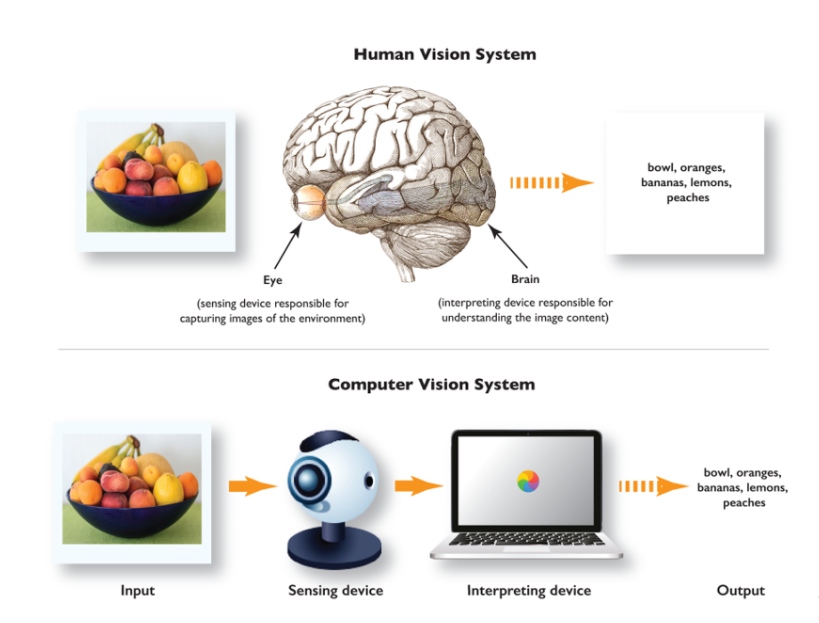 Human Vision System
bowl, oranges,
bananas, lemons,
peaches
Eye
(sensing device responsible for
capturing images of the environment)
Brain
(interpreting device responsible for
understanding the image content)
Computer Vision System
bowl, oranges,
bananas, lemons,
peaches
Input
Sensing device
Interpreting device
Output